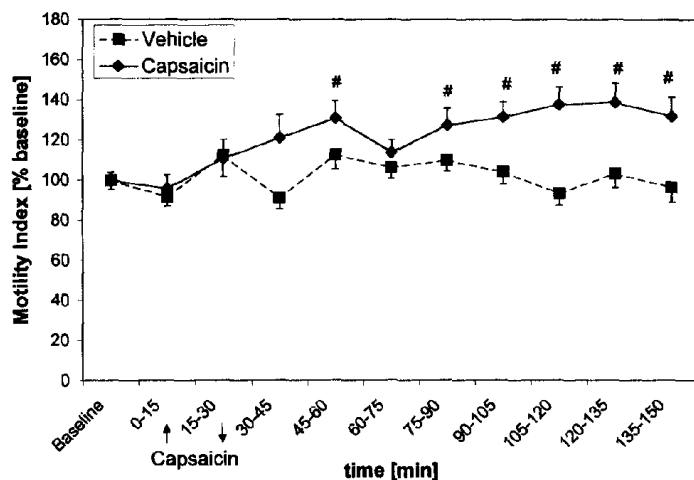 180
160
140
120
100
80
60
40
20
0
Motility Index [% baseline]
Vehicle
Capsaicin
# # # # # #
Baseline 0-15 15-30 30-45 45-60 60-75 75-90 90-105 105-120 120-135 135-150
Capsaicin
time [min]